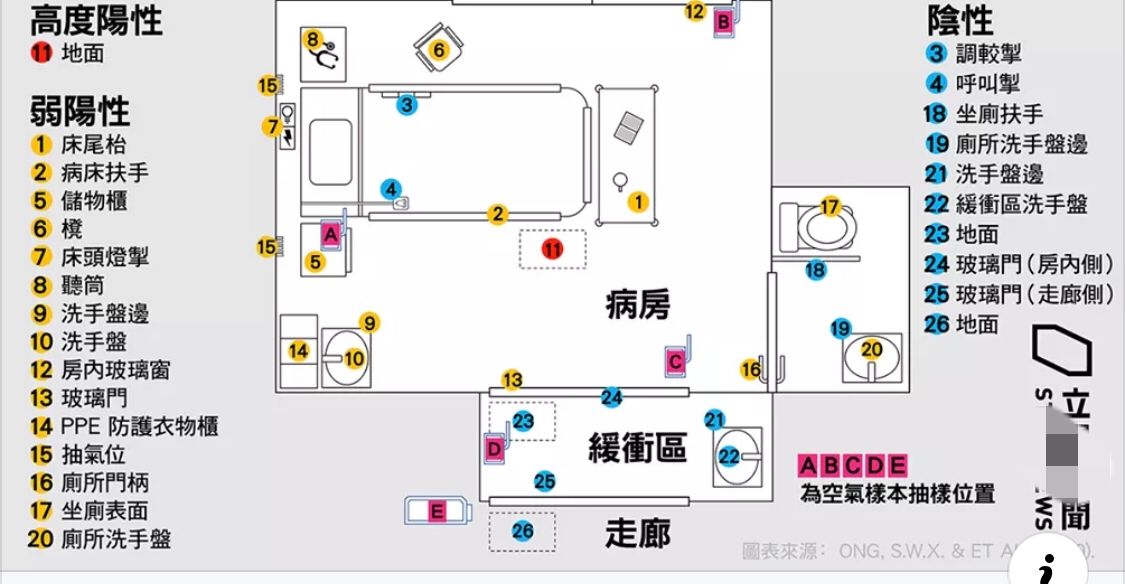 高度陽性
11 地面
弱陽性
1 床尾枱
2 病床扶手
5 儲物櫃
6 櫈
7 床頭燈掣
8 聽筒
9 洗手盤邊
10 洗手盤
12 房內玻璃窗
13 玻璃門
14 PPE 防護衣物櫃
15 抽氣位
16 廁所門柄
17 坐廁表面
20 廁所洗手盤
12
B
8
6
15
3
7
4
1
2
A
15
5
11
17
18
病房
9
14
10
C
16
19
20
13
24
23
D
緩衝區
21
22
25
E
26
走廊
陰性
3 調較掣
4 呼叫掣
18 坐廁扶手
19 廁所洗手盤邊
21 洗手盤邊
22 緩衝區洗手盤
23 地面
24 玻璃門(房內側)
25 玻璃門(走廊側)
26 地面
立 聞
S WS
A B C D E
為空氣樣本抽樣位置
圖表來源: ONG, S.W.X. & ET A ).
i